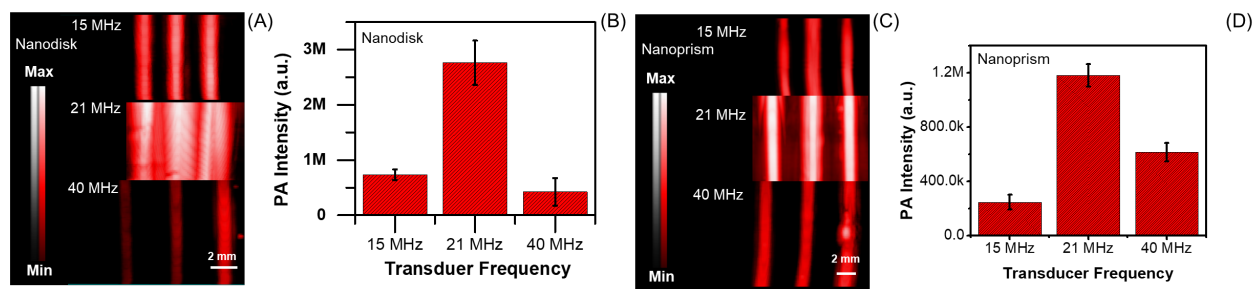 15 MHz
Nanodisk
Max
21 MHz
40 MHz
Min
2 mm
(A)
3M
2M
1M
0
PA Intensity (a.u.)
Nanodisk
15 MHz 21 MHz 40 MHz
Transduer Frequency
(B)
15 MHz
Nanoprism
Max
21 MHz
40 MHz
Min
2 mm
(C)
1.2M
800.0k
400.0k
0.0
PA Intensity (a.u.)
Nanoprism
15 MHz 21 MHz 40 MHz
Transducer Frequency
(D)